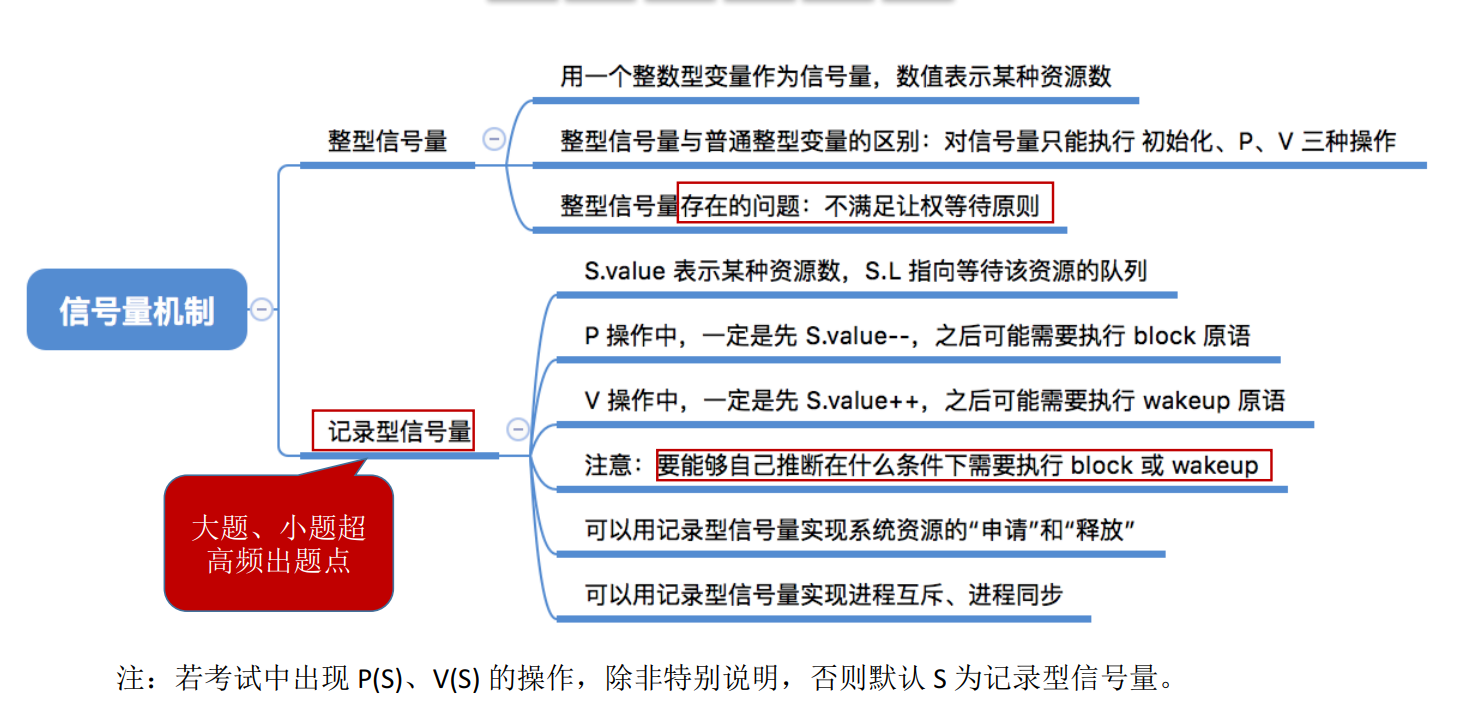 用一个整数型变量作为信号量，数值表示某种资源数
整型信号量
整型信号量与普通整型变量的区别：对信号量只能执行 初始化、P、V 三种操作
整型信号量存在的问题：不满足让权等待原则
信号量机制
S.value 表示某种资源数，S.L 指向等待该资源的队列
P 操作中，一定是先 S.value--，之后可能需要执行 block 原语
V 操作中，一定是先 S.value++，之后可能需要执行 wakeup 原语
记录型信号量
注意：要能够自己推断在什么条件下需要执行 block 或 wakeup
可以用记录型信号量实现系统资源的“申请”和“释放”
可以用记录型信号量实现进程互斥、进程同步
大题、小题超
高频出题点
注：若考试中出现 P(S)、V(S) 的操作，除非特别说明，否则默认 S 为记录型信号量。